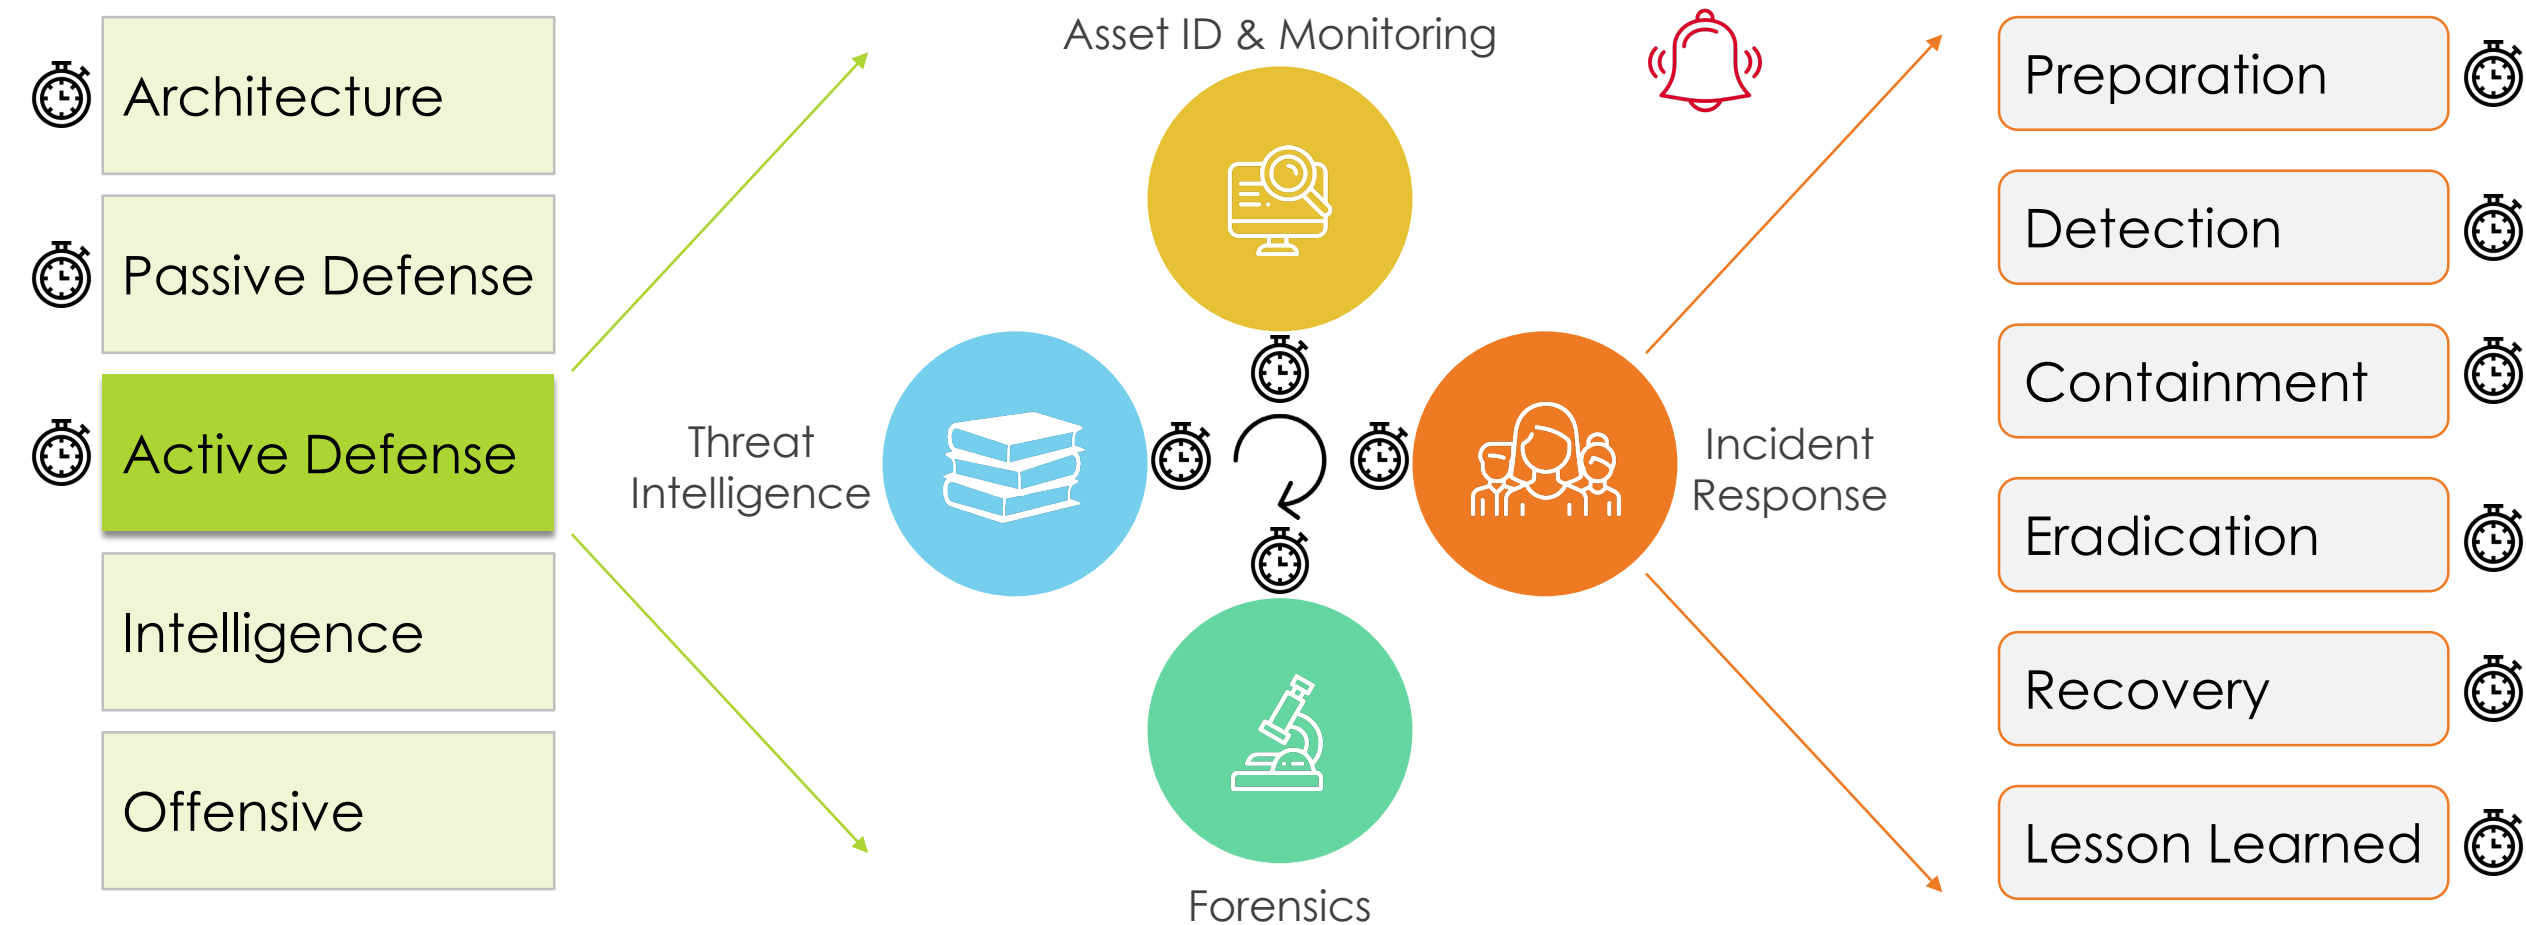 Architecture
Passive Defense
Active Defense
Intelligence
Offensive
Asset ID & Monitoring
Threat
Intelligence
Incident
Response
Forensics
Preparation
Detection
Containment
Eradication
Recovery
Lesson Learned